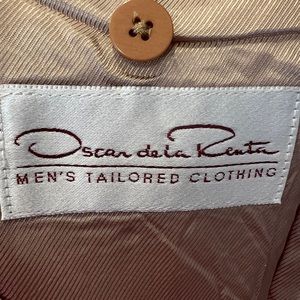 Oscar de la Renta
MEN'S TAILORED CLOTHING